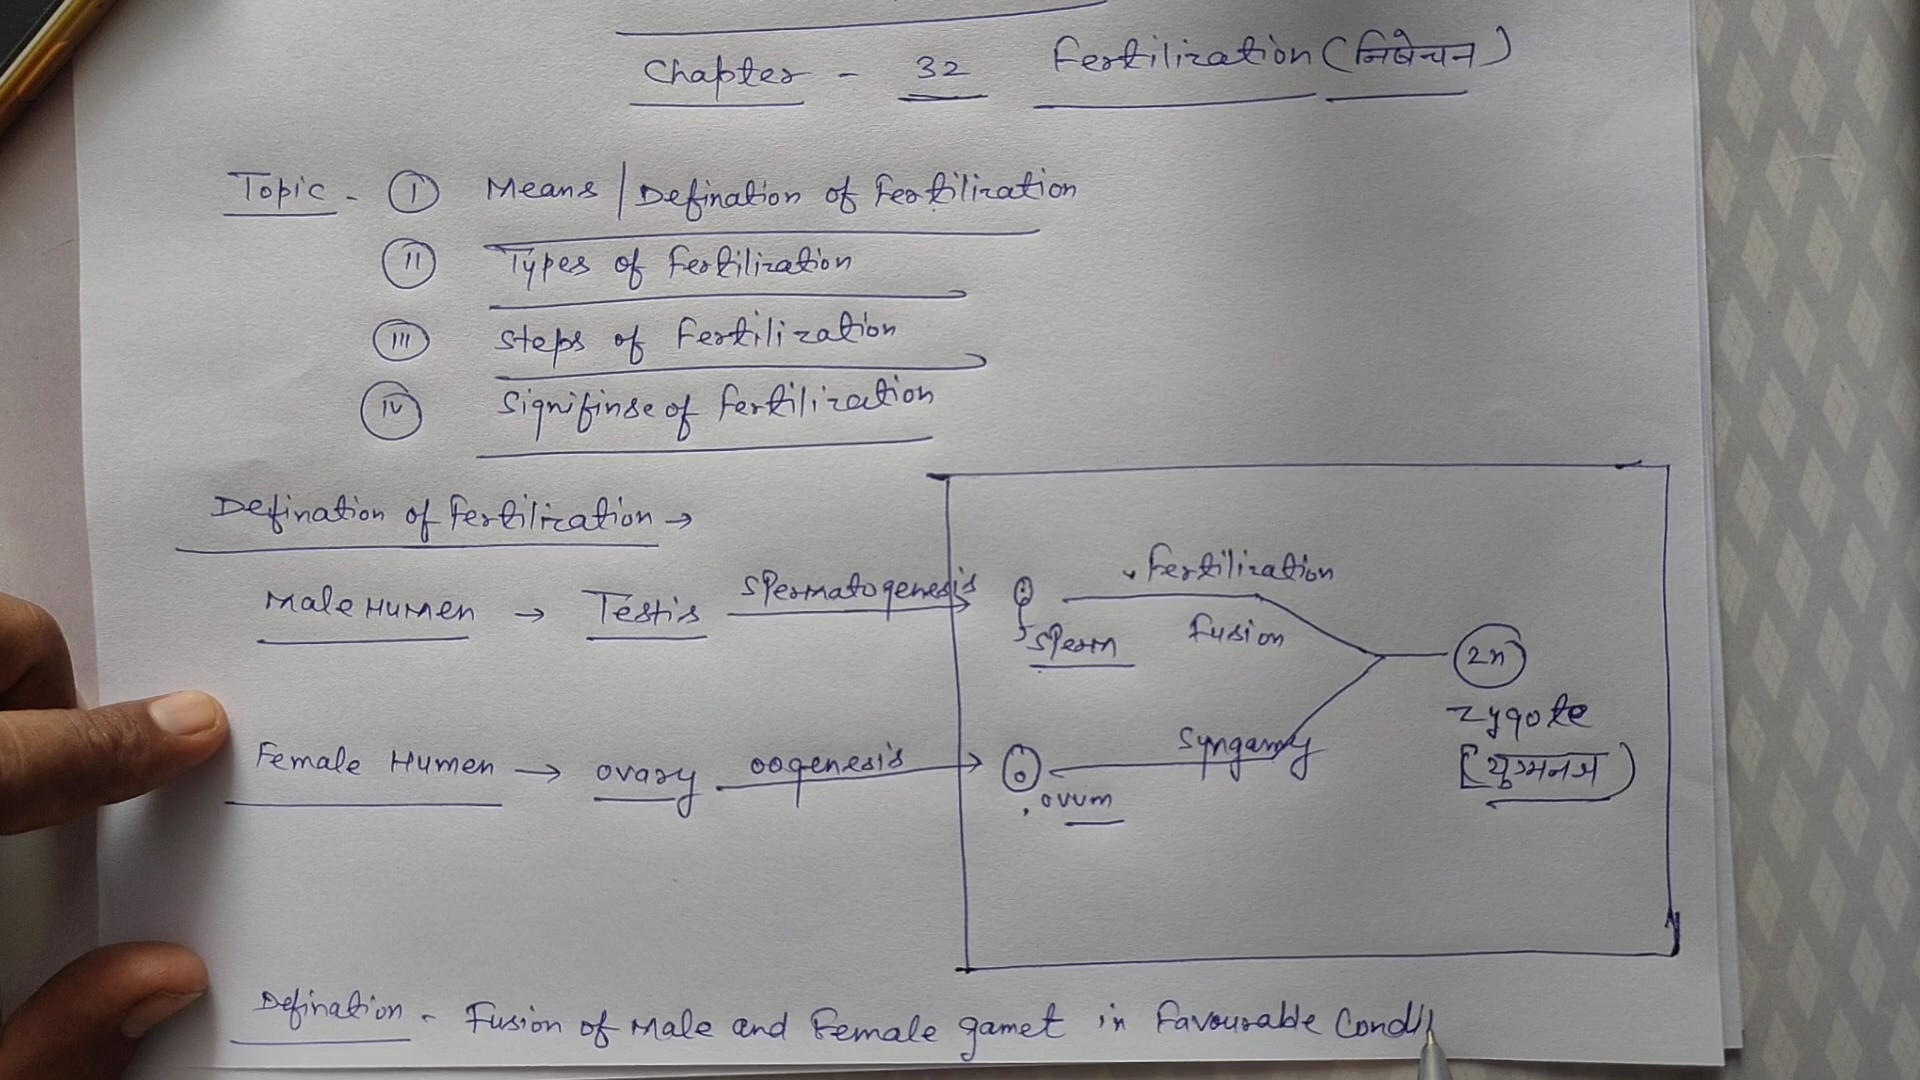 Chapter - 32 Fertilization (निषेचन)
Topic - I Means / Defination of Fertilization
II Types of Fertilization
III Steps of Fertilization
IV Signifinse of Fertilization
Defination of Fertilization →
Male Humen → Testis Spermatogenesis Sperm Fertilization
Fusion
2n
Zygote
(युग्मनज)
Female Humen → ovary oogenesis ovum Syngamy
Defination - Fusion of Male and Female gamet in Favourable Condi